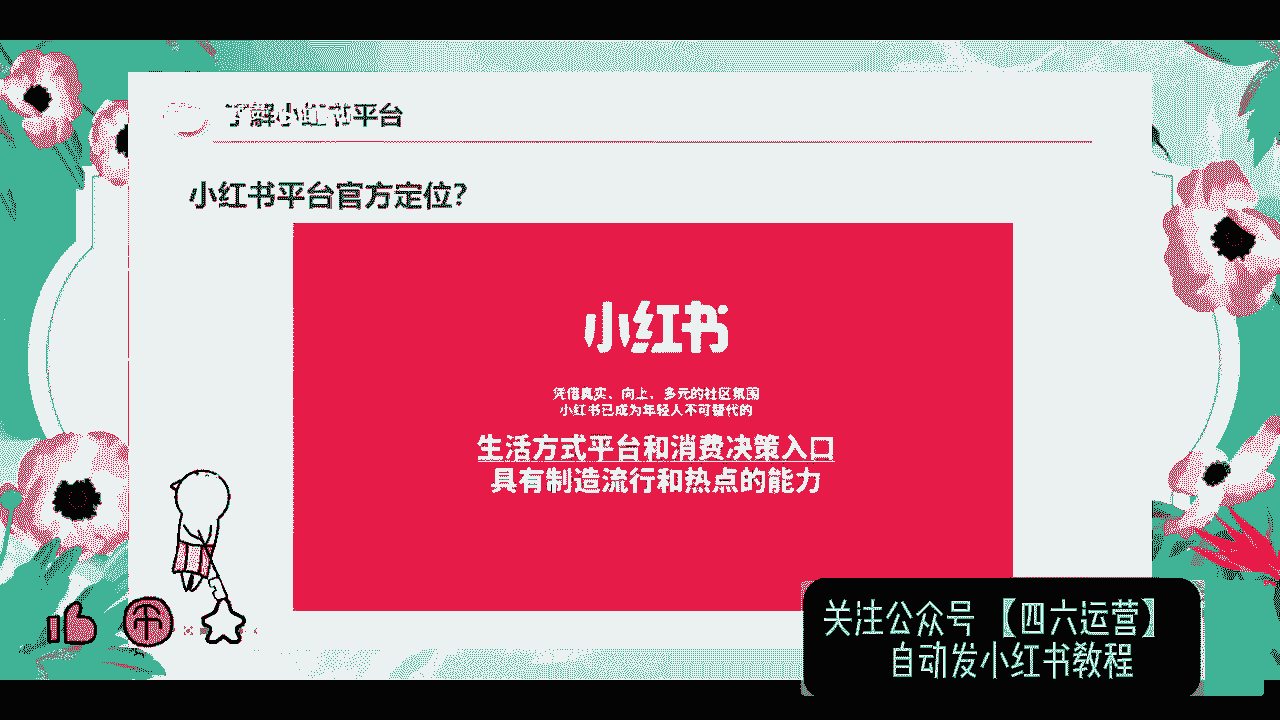 了解小红书平台
小红书平台官方定位？
小红书
凭借真实、向上、多元的社区氛围
小红书已成为年轻人不可替代的
生活方式平台和消费决策入口
具有制造流行和热点的能力
关注公众号【四六运营】
自动发小红书教程